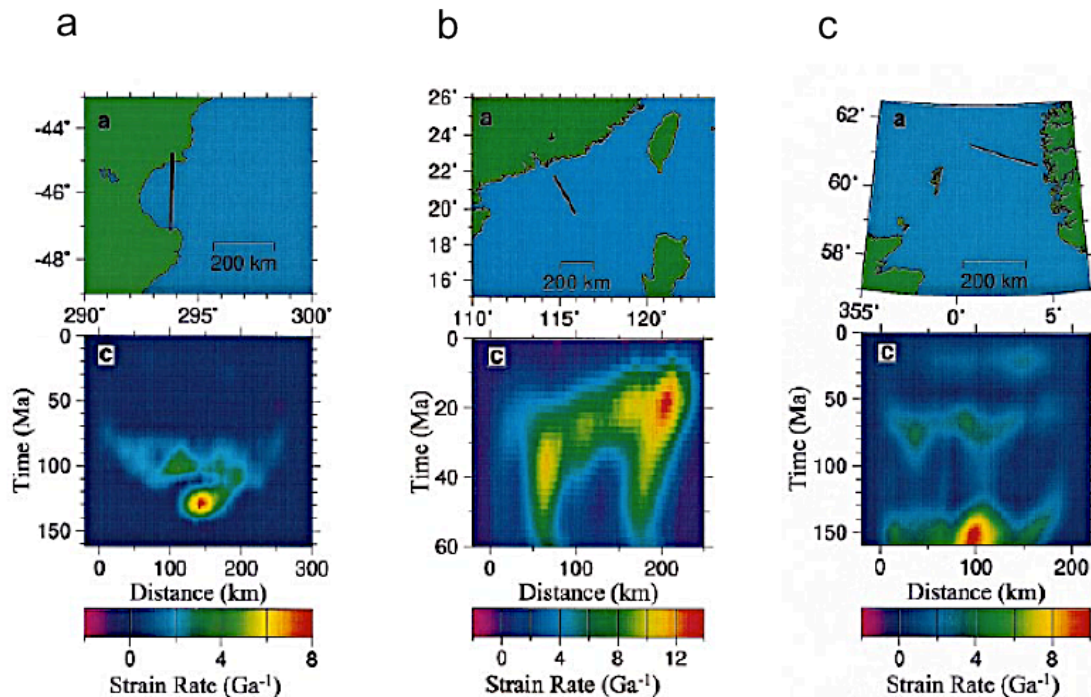 a
b
c
a
-44°
-46°
-48°
200 km
290°
295°
300°
a
26°
24°
22°
20°
18°
16°
200 km
110°
115°
120°
a
62°
60°
58°
200 km
355°
0°
5°
c
0
50
100
150
Time (Ma)
0
100
200
300
Distance (km)
0
4
8
Strain Rate (Ga⁻¹)
c
0
20
40
60
Time (Ma)
0
100
200
Distance (km)
0
4
8
12
Strain Rate (Ga⁻¹)
c
0
50
100
150
Time (Ma)
0
100
200
Distance (km)
0
4
8
Strain Rate (Ga⁻¹)